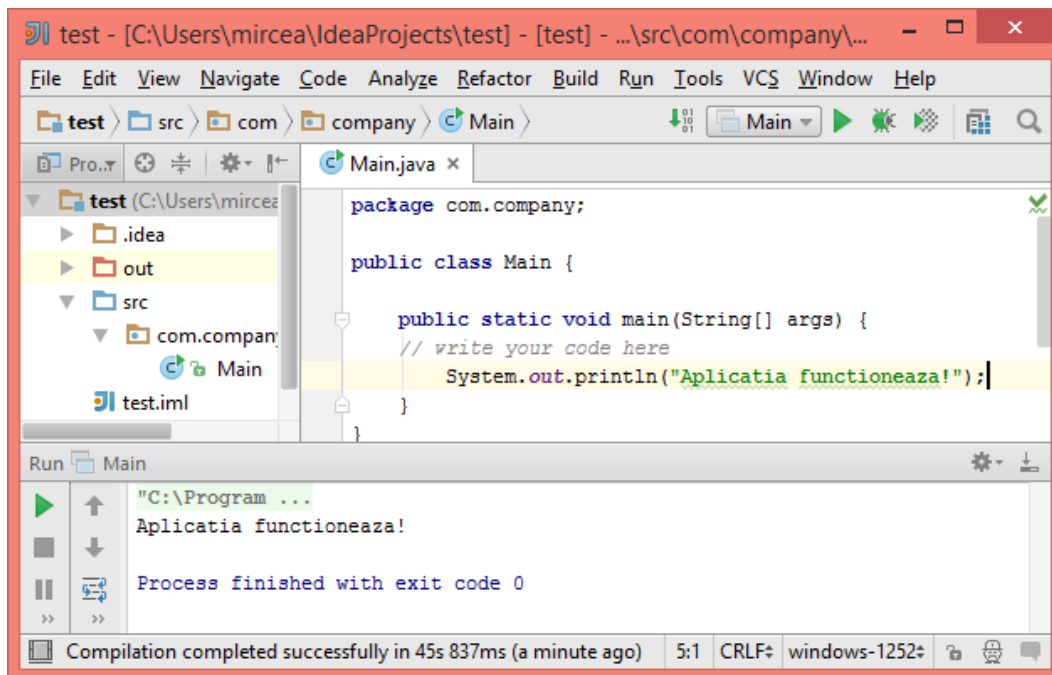 test - [C:\Users\mircea\IdeaProjects\test] - [test] - ...\src\com\company\...
File Edit View Navigate Code Analyze Refactor Build Run Tools VCS Window Help
test src com company Main Main
Pro..
Main.java
test (C:\Users\mircea
.idea
out
src
com.compan
Main
test.iml
package com.company;
public class Main {
public static void main(String[] args) {
// write your code here
System.out.println("Aplicatia functioneaza!");
}
}
Run Main
"C:\Program ...
Aplicatia functioneaza!
Process finished with exit code 0
Compilation completed successfully in 45s 837ms (a minute ago) 5:1 CRLF windows-1252